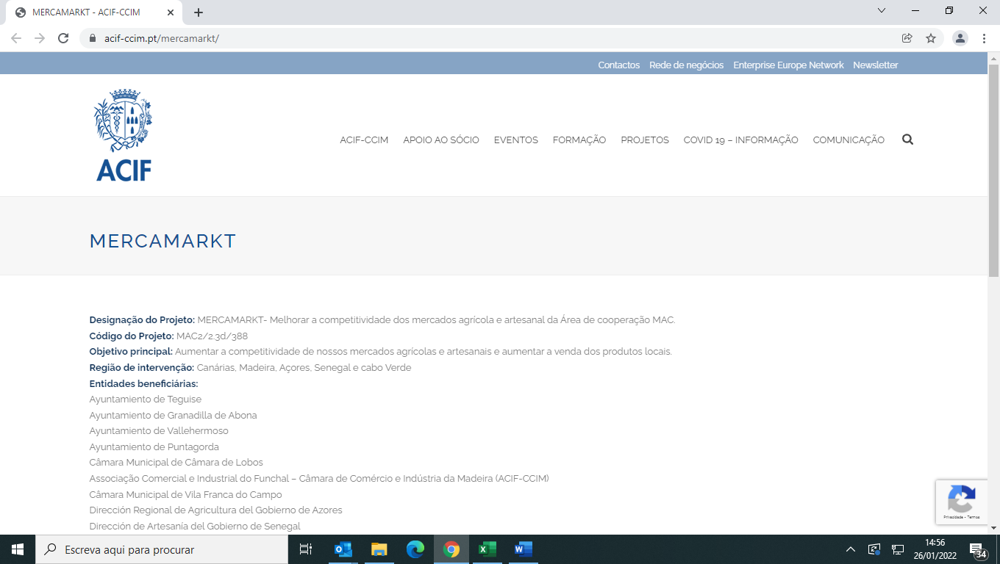 MERCAMARKT - ACIF-CCIM
acif-ccim.pt/mercamarkt/
Contactos Rede de negócios Enterprise Europe Network Newsletter
ACIF
ACIF-CCIM APOIO AO SÓCIO EVENTOS FORMAÇÃO PROJETOS COVID 19 – INFORMAÇÃO COMUNICAÇÃO
MERCAMARKT
Designação do Projeto: MERCAMARKT- Melhorar a competitividade dos mercados agrícola e artesanal da Área de cooperação MAC.
Código do Projeto: MAC2/2.3d/388
Objetivo principal: Aumentar a competitividade de nossos mercados agrícolas e artesanais e aumentar a venda dos produtos locais.
Região de intervenção: Canárias, Madeira, Açores, Senegal e cabo Verde
Entidades beneficiárias:
Ayuntamiento de Teguise
Ayuntamiento de Granadilla de Abona
Ayuntamiento de Vallehermoso
Ayuntamiento de Puntagorda
Câmara Municipal de Câmara de Lobos
Associação Comercial e Industrial do Funchal – Câmara de Comércio e Indústria da Madeira (ACIF-CCIM)
Câmara Municipal de Vila Franca do Campo
Dirección Regional de Agricultura del Gobierno de Azores
Dirección de Artesanía del Gobierno de Senegal
Privacidade - Termos
Escreva aqui para procurar
14:56
26/01/2022
34